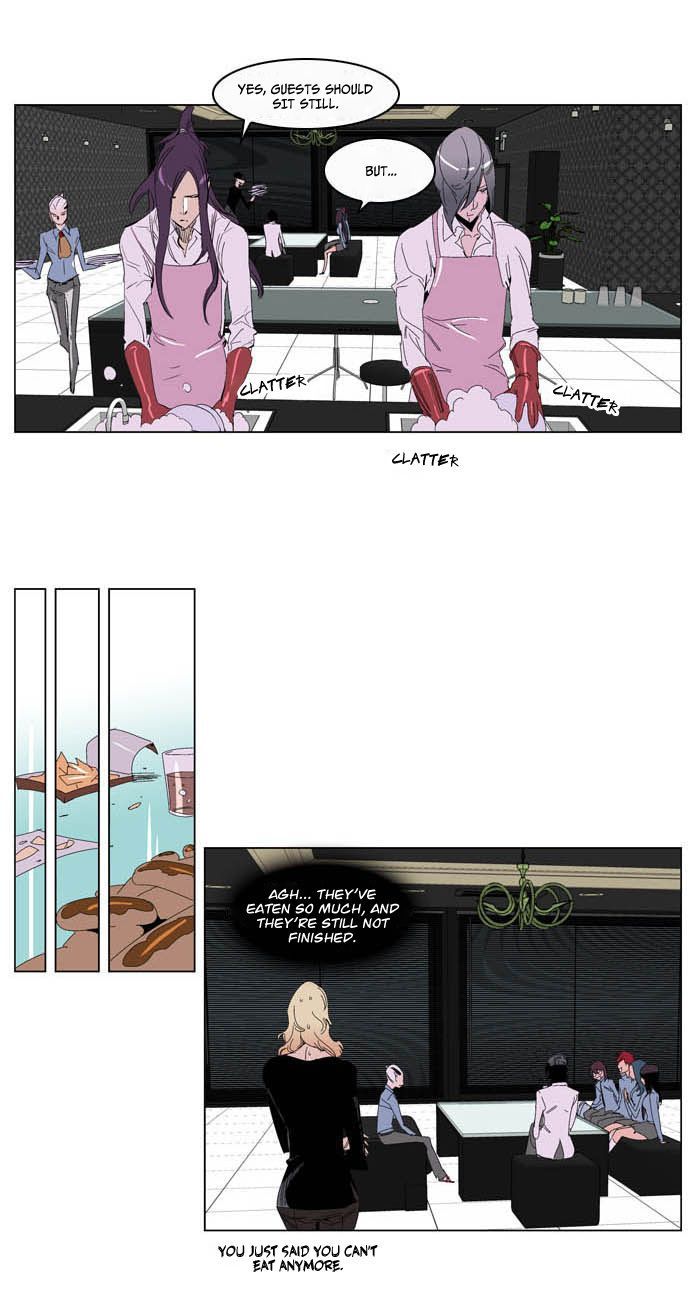 YES, GUESTS SHOULD
SIT STILL.
BUT...
CLATTER
CLATTER
CLATTER
AGH... THEY'VE
EATEN SO MUCH, AND
THEY'RE STILL NOT
FINISHED.
YOU JUST SAID YOU CAN'T
EAT ANYMORE.